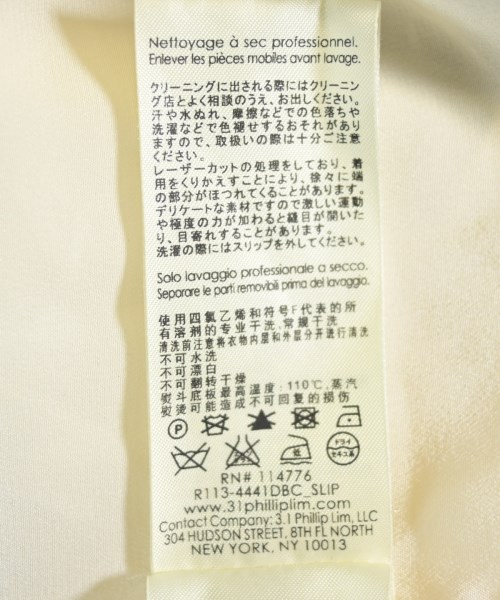 Nettoyage à sec professionnel.
Enlever les pièces mobiles avant lavage.
クリーニングに出される際にはクリーニン
グ店とよく相談のうえ、お出しください。
汗や水ぬれ、摩擦などでの色落ちや
洗濯などで色褪せするおそれがあり
ますので、取扱いの際は十分ご注意
ください。
レーザーカットの処理をしており、着
用をくりかえすことにより、徐々に端
の部分がほつれてくることがあります。
デリケートな素材ですので激しい運動
や極度の力が加わると縫目が開いた
り、目寄れすることがあります。
洗濯の際にはスリップを外してください。
Solo lavaggio professionale a secco.
Separare le parti removibili prima del lavaggio.
使用四氯乙烯和符号F代表的所
有溶剂的专业干洗,常规干洗
清洗前注意将衣物内层和外层分开进行清洗
不可水洗
不可漂白
不可翻转干燥
熨斗底板最高温度:110℃,蒸汽
熨烫可能造成不可回复的损伤
P
ドライ
セキユ系
RN# 114776
R113-4441DBC_SLIP
www.31philliplim.com
Contact Company: 3.1 Phillip Lim, LLC
304 HUDSON STREET, 8TH FL NORTH
NEW YORK, NY 10013